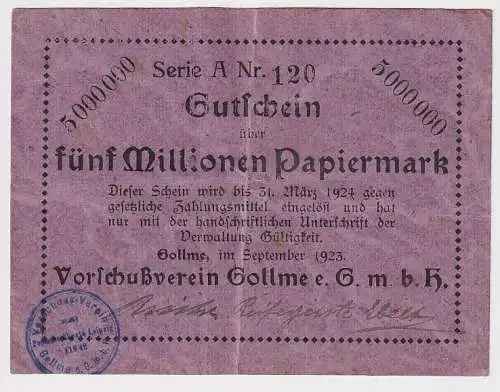 5000000
Serie A Nr. 120
5000000
Gutschein
über
fünf Millionen Papiermark
Dieser Schein wird bis 31. März 1924 gegen
gesetzliche Zahlungsmittel eingelöst und hat
nur mit der handschriftlichen Unterschrift der
Verwaltung Gültigkeit.
Gollme, im September 1923.
Vorschußverein Gollme e. G. m. b. H.